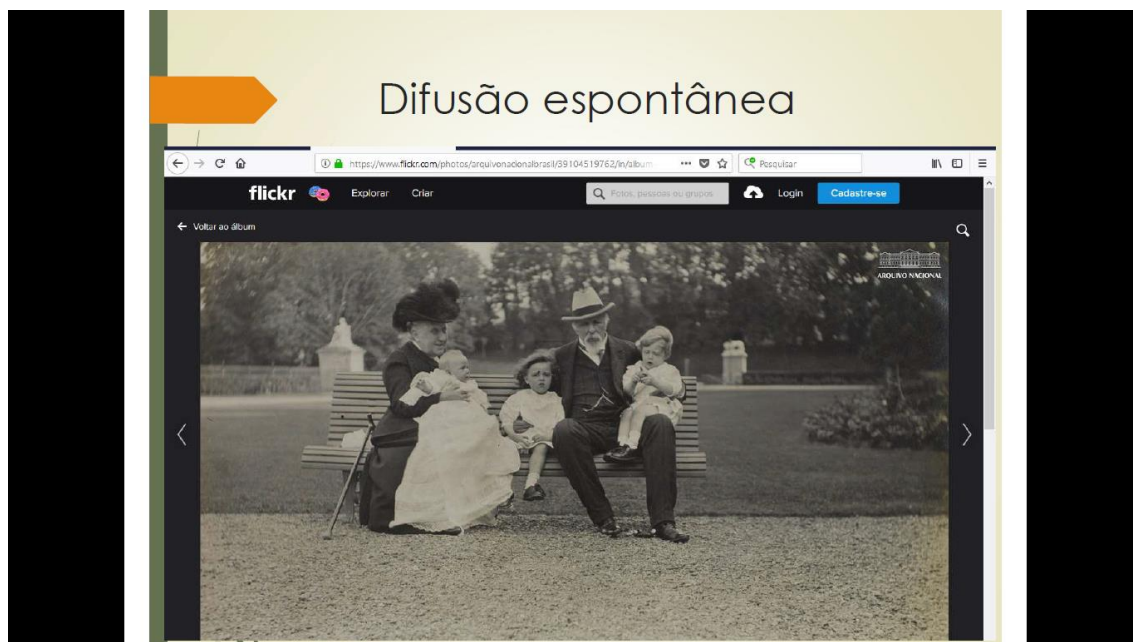 Difusão espontânea
https://www.flickr.com/photos/arquivonacionalbrasil/39104519762/in/album
Pesquisar
flickr
Explorar
Criar
Fotos, pessoas ou grupos
Login
Cadastre-se
Voltar ao álbum
ARQUIVO NACIONAL